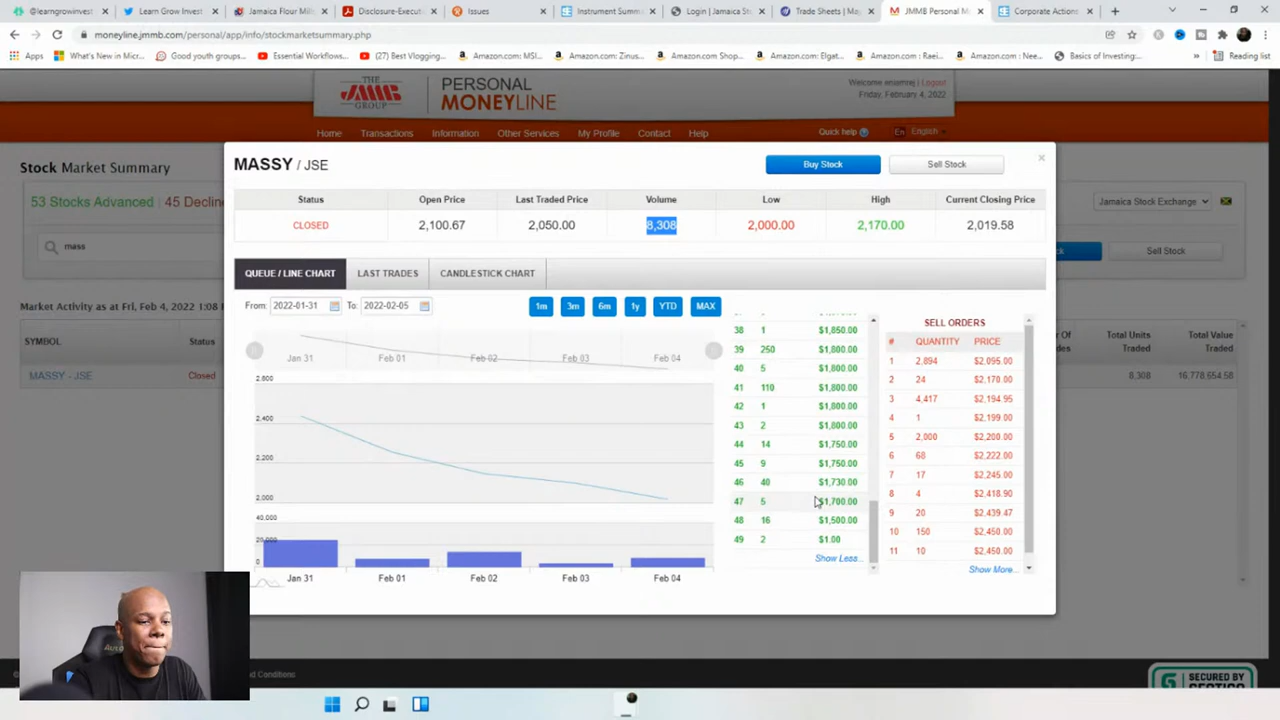 @learngrowinvest
Learn Grow Invest
Jamaica Flour Mills
Disclosure-Execut
Issues
Instrument Summ
Login | Jamaica St
Trade Sheets | Ma
JMMB Personal M
Corporate Actions
moneyline.jmmb.com/personal/app/info/stockmarketsummary.php
Apps
What's New in Micr...
Good youth groups...
Essential Workflows...
(27) Best Vlogging...
Amazon.com: MSI...
Amazon.com: Zinus...
Amazon.com Shop...
Amazon.com: Elgat...
Amazon.com : Raei...
Amazon.com : Nee...
Basics of Investing:...
»
Reading list
THE
JMMB
GROUP
PERSONAL
MONEYLINE
Logout
Friday, February 4, 2022
Home Transactions Information Other Services My Profile Contact Help
Quick help
En English
Stock Market Summary
53 Stocks Advanced | 45 Decline
Jamaica Stock Exchange
mass
Sell Stock
Market Activity as at Fri, Feb 4, 2022 1:08 P
SYMBOL
Status
Total Units
Traded
Total Value
Traded
MASSY - JSE
Closed
8,308
16,778,654.58
MASSY / JSE
Buy Stock
Sell Stock
Status Open Price Last Traded Price Volume Low High Current Closing Price
CLOSED 2,100.67 2,050.00 8,308 2,000.00 2,170.00 2,019.58
QUEUE / LINE CHART
LAST TRADES
CANDLESTICK CHART
From: 2022-01-31 To: 2022-02-05
1m 3m 6m 1y YTD MAX
Jan 31 Feb 01 Feb 02 Feb 03 Feb 04
2,600
2,400
2,200
2,000
40,000
20,000
0
Jan 31 Feb 01 Feb 02 Feb 03 Feb 04
38 1 $1,850.00
39 250 $1,800.00
40 5 $1,800.00
41 110 $1,800.00
42 1 $1,800.00
43 2 $1,800.00
44 14 $1,750.00
45 9 $1,750.00
46 40 $1,730.00
47 5 $1,700.00
48 16 $1,500.00
49 2 $1.00
Show Less...
SELL ORDERS
# QUANTITY PRICE
1 2,894 $2,095.00
2 24 $2,170.00
3 4,417 $2,194.95
4 1 $2,199.00
5 2,000 $2,200.00
6 68 $2,222.00
7 17 $2,245.00
8 4 $2,418.90
9 20 $2,439.47
10 150 $2,450.00
11 10 $2,450.00
Show More...
SECURED BY